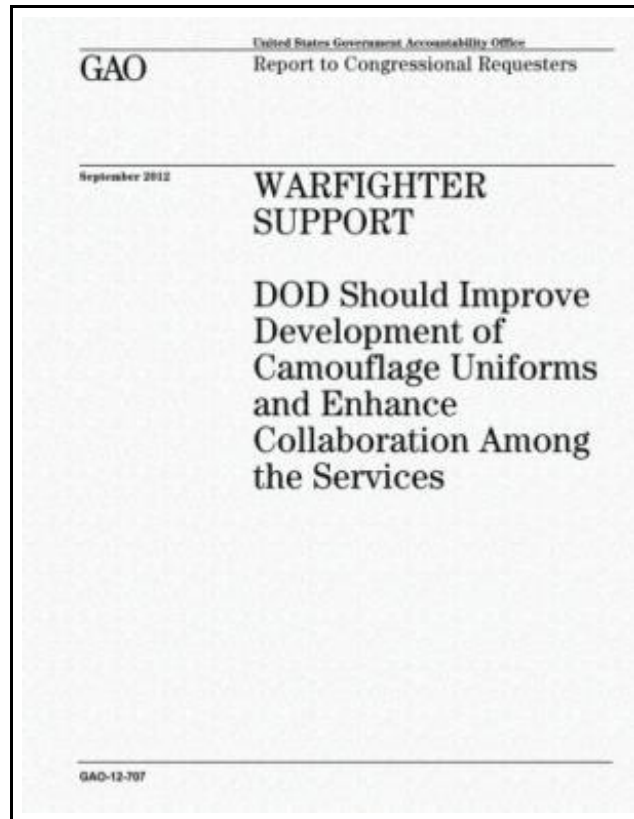 United States Government Accountability Office
GAO
Report to Congressional Requesters
September 2012
WARFIGHTER
SUPPORT
DOD Should Improve
Development of
Camouflage Uniforms
and Enhance
Collaboration Among
the Services
GAO-12-707